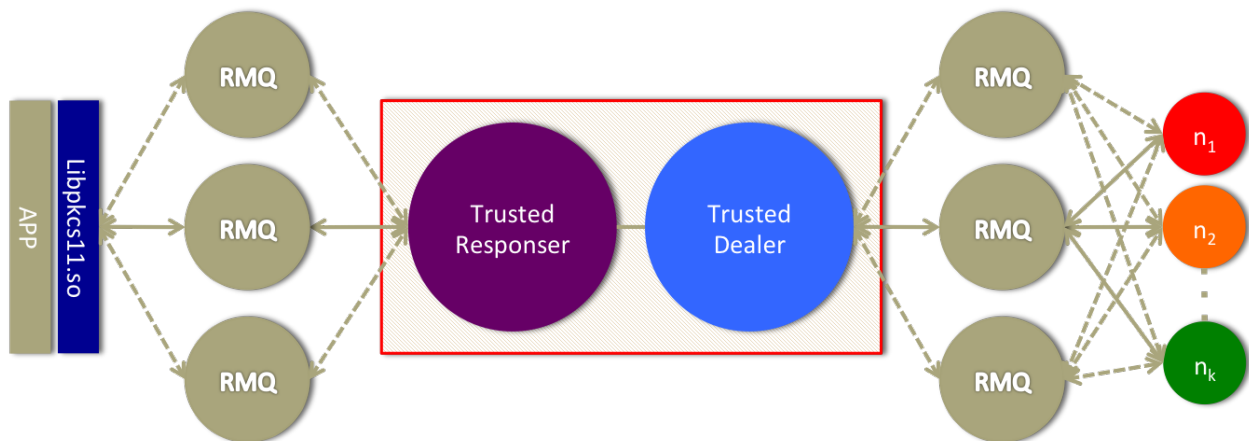 APP
Libpkcs11.so
RMQ
RMQ
RMQ
Trusted
Responser
Trusted
Dealer
RMQ
RMQ
RMQ
n₁
n₂
nₖ